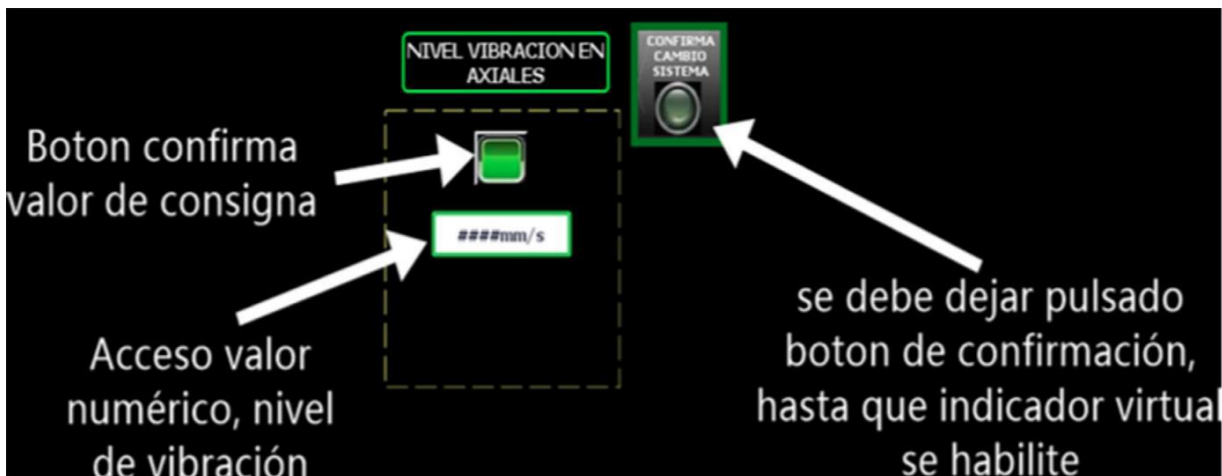 NIVEL VIBRACION EN
AXIALES
CONFIRMA
CAMBIO
SISTEMA
Boton confirma
valor de consigna
####mm/s
Acceso valor
numérico, nivel
de vibración
se debe dejar pulsado
boton de confirmación,
hasta que indicador virtual
se habilite